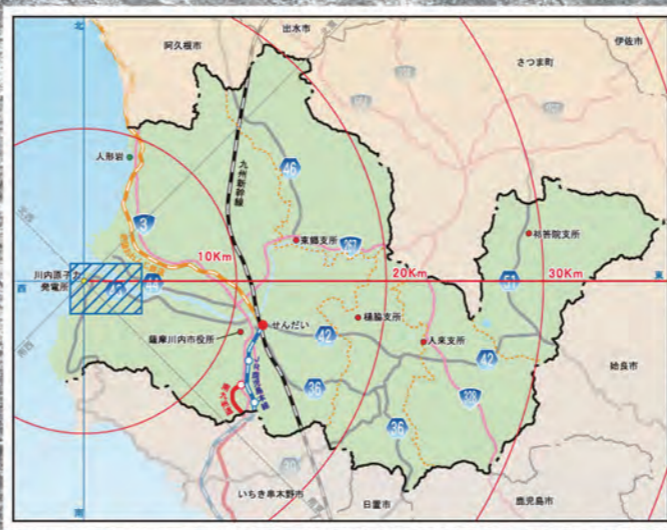 北
出水市
伊佐市
阿久根市
さつま町
人形岩
九州新幹線
46
3
東郷支所
267
祁答院支所
北西
10Km
20Km
30Km
51
川内原子力
発電所
西
東
薩摩川内市役所
せんだい
樋脇支所
入来支所
42
42
姶良市
南西
36
36
328
いちき串木野市
日置市
鹿児島市
南